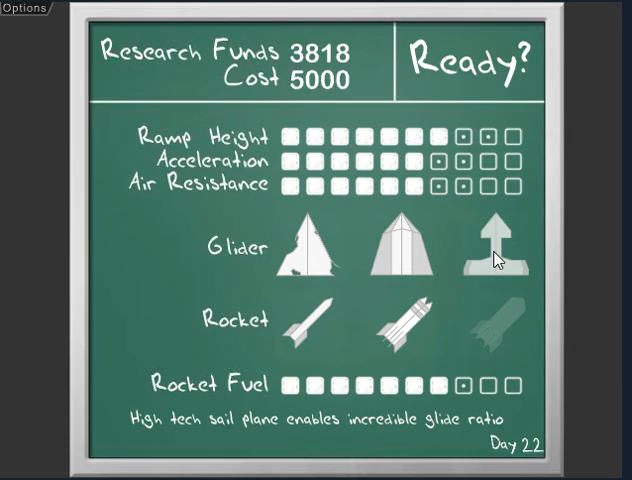 Options
Research Funds 3818
Cost 5000
Ready?
Ramp Height
Acceleration
Air Resistance
Glider
Rocket
Rocket Fuel
High tech sail plane enables incredible glide ratio
Day 22